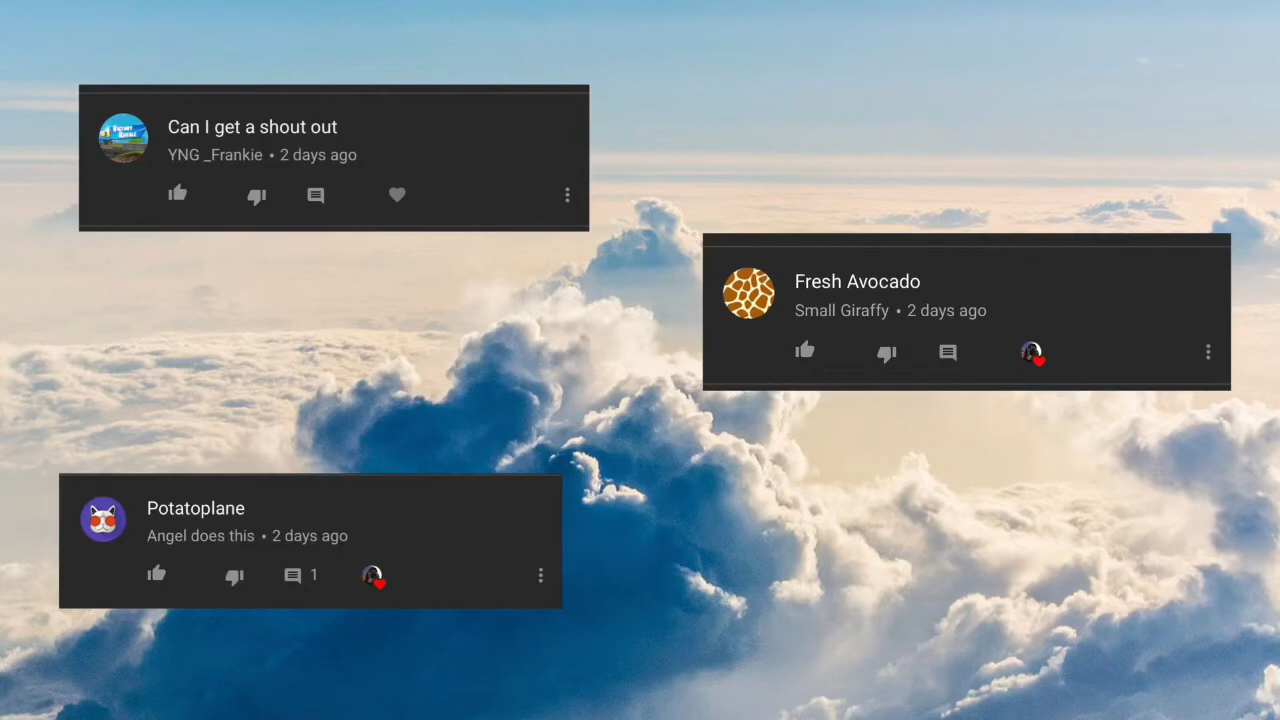 Can I get a shout out
YNG _Frankie • 2 days ago
Fresh Avocado
Small Giraffy • 2 days ago
Potatoplane
Angel does this • 2 days ago
1